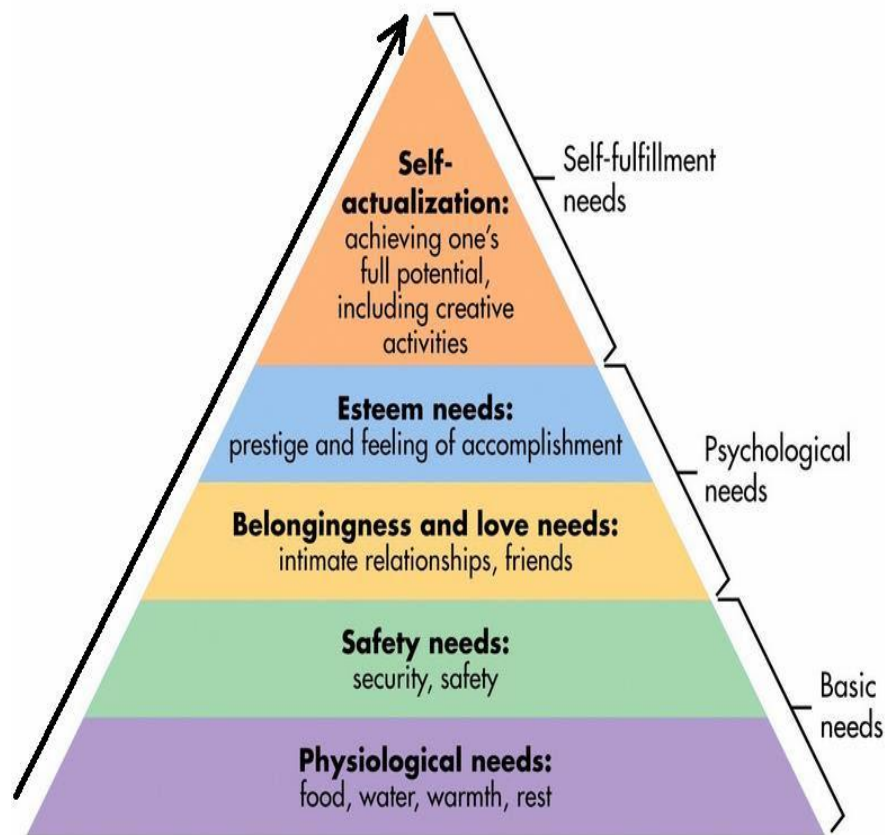 Self-
actualization:
achieving one's
full potential,
including creative
activities
Self-fulfillment
needs
Esteem needs:
prestige and feeling of accomplishment
Psychological
needs
Belongingness and love needs:
intimate relationships, friends
Safety needs:
security, safety
Basic
needs
Physiological needs:
food, water, warmth, rest